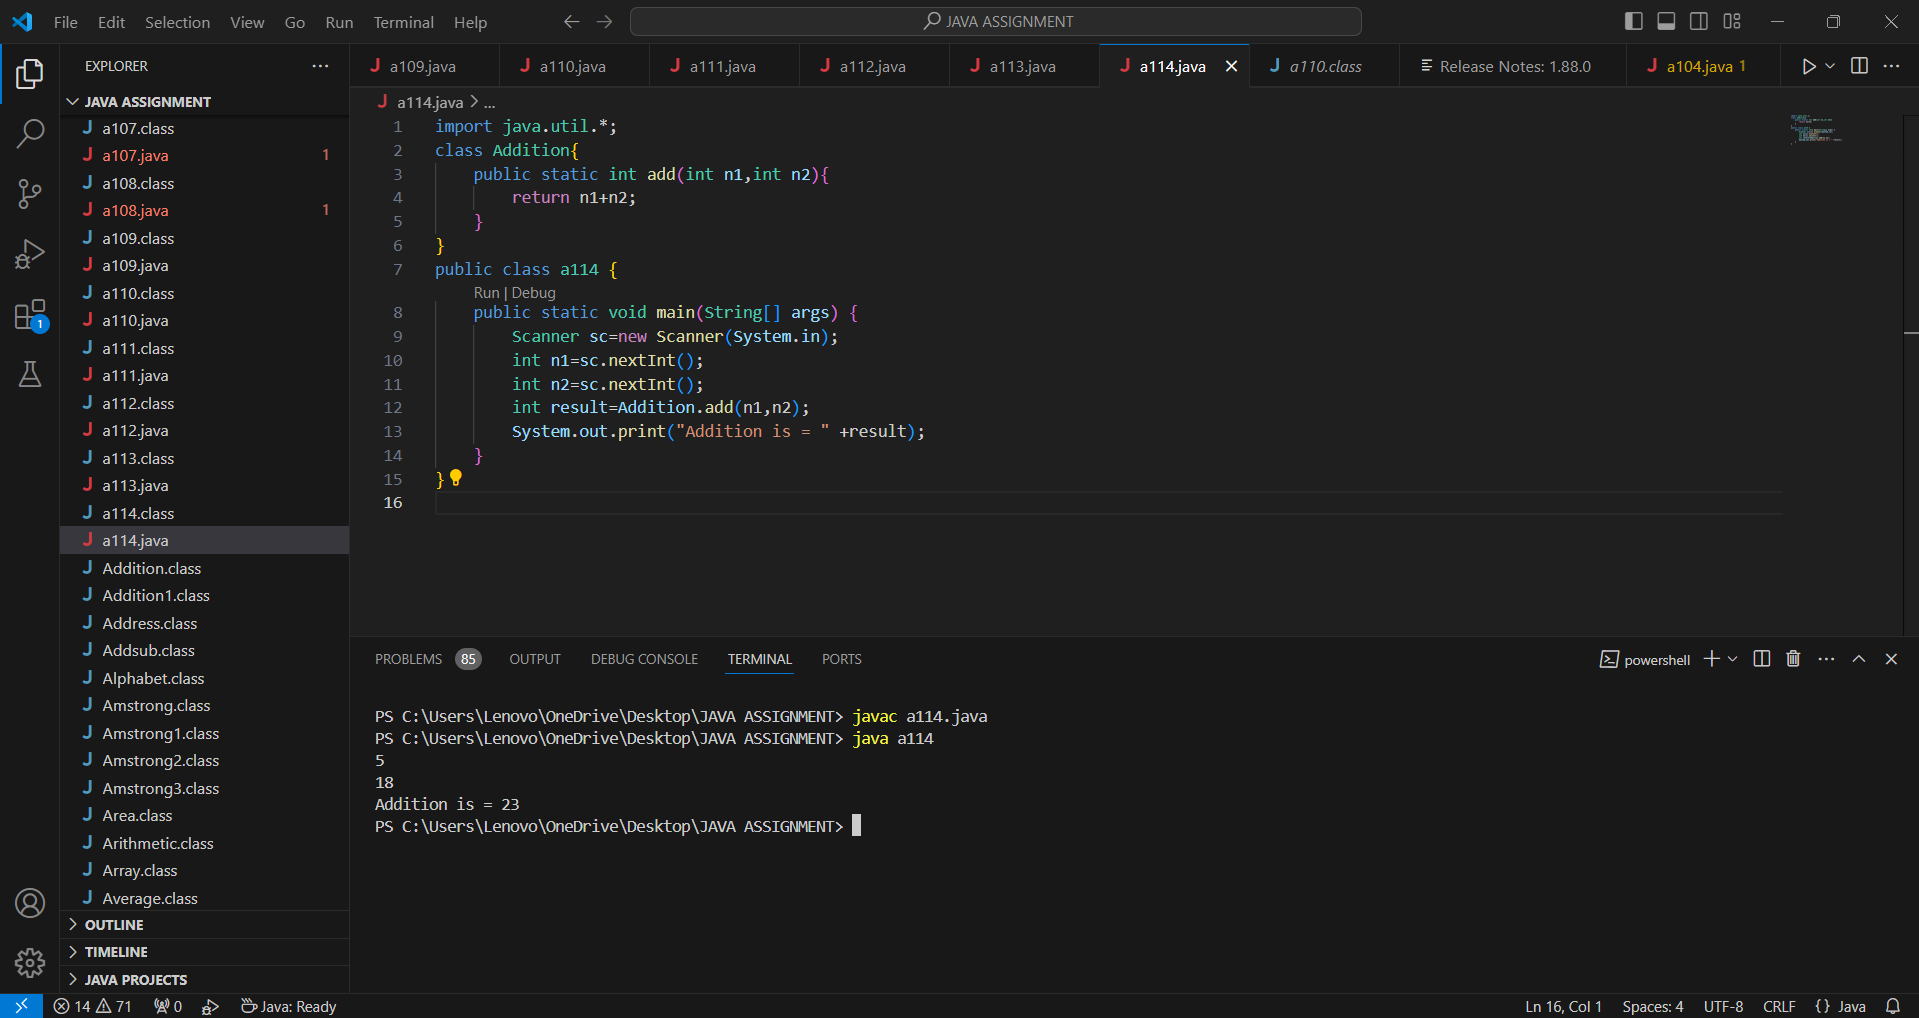 File Edit Selection View Go Run Terminal Help
JAVA ASSIGNMENT
EXPLORER
JAVA ASSIGNMENT
J a107.class
J a107.java 1
J a108.class
J a108.java 1
J a109.class
J a109.java
J a110.class
J a110.java
J a111.class
J a111.java
J a112.class
J a112.java
J a113.class
J a113.java
J a114.class
J a114.java
J Addition.class
J Addition1.class
J Address.class
J Addsub.class
J Alphabet.class
J Amstrong.class
J Amstrong1.class
J Amstrong2.class
J Amstrong3.class
J Area.class
J Arithmetic.class
J Array.class
J Average.class
OUTLINE
TIMELINE
JAVA PROJECTS
1
J a109.java J a110.java J a111.java J a112.java J a113.java J a114.java J a110.class Release Notes: 1.88.0 J a104.java 1
J a114.java > ...
1 import java.util.*;
2 class Addition{
3 public static int add(int n1,int n2){
4 return n1+n2;
5 }
6 }
7 public class a114 {
Run | Debug
8 public static void main(String[] args) {
9 Scanner sc=new Scanner(System.in);
10 int n1=sc.nextInt();
11 int n2=sc.nextInt();
12 int result=Addition.add(n1,n2);
13 System.out.print("Addition is = " +result);
14 }
15 }
16
PROBLEMS 85 OUTPUT DEBUG CONSOLE TERMINAL PORTS
powershell
PS C:\Users\Lenovo\OneDrive\Desktop\JAVA ASSIGNMENT> javac a114.java
PS C:\Users\Lenovo\OneDrive\Desktop\JAVA ASSIGNMENT> java a114
5
18
Addition is = 23
PS C:\Users\Lenovo\OneDrive\Desktop\JAVA ASSIGNMENT>
14 71 0 Java: Ready
Ln 16, Col 1 Spaces: 4 UTF-8 CRLF {} Java